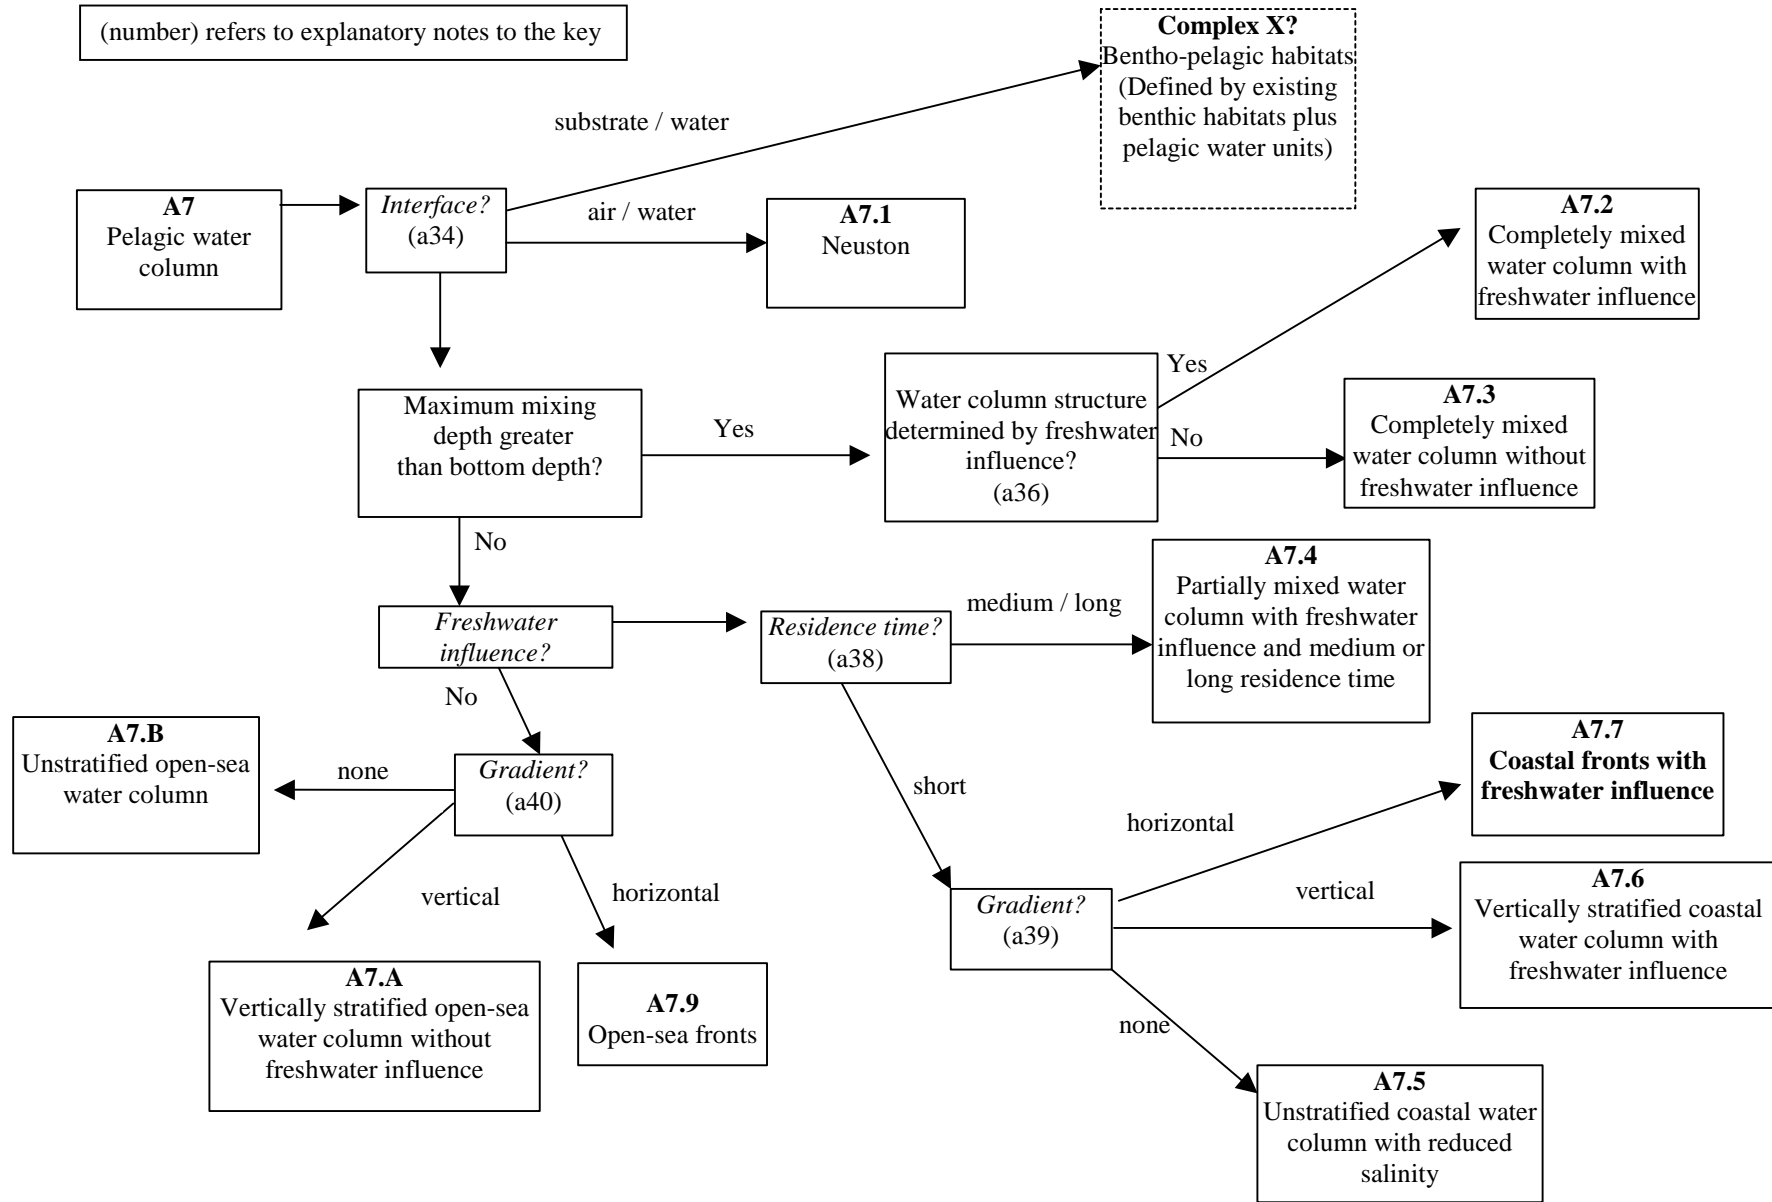 (number) refers to explanatory notes to the key
Complex X?
Bentho-pelagic habitats
(Defined by existing
benthic habitats plus
pelagic water units)
substrate / water
A7
Pelagic water
column
Interface?
(a34)
air / water
A7.1
Neuston
A7.2
Completely mixed
water column with
freshwater influence
Maximum mixing
depth greater
than bottom depth?
Yes
Water column structure
determined by freshwater
influence?
(a36)
Yes
No
A7.3
Completely mixed
water column without
freshwater influence
No
Freshwater
influence?
Residence time?
(a38)
medium / long
A7.4
Partially mixed water
column with freshwater
influence and medium or
long residence time
No
A7.B
Unstratified open-sea
water column
none
Gradient?
(a40)
short
A7.7
Coastal fronts with
freshwater influence
horizontal
vertical
horizontal
Gradient?
(a39)
vertical
A7.6
Vertically stratified coastal
water column with
freshwater influence
A7.A
Vertically stratified open-sea
water column without
freshwater influence
A7.9
Open-sea fronts
none
A7.5
Unstratified coastal water
column with reduced
salinity